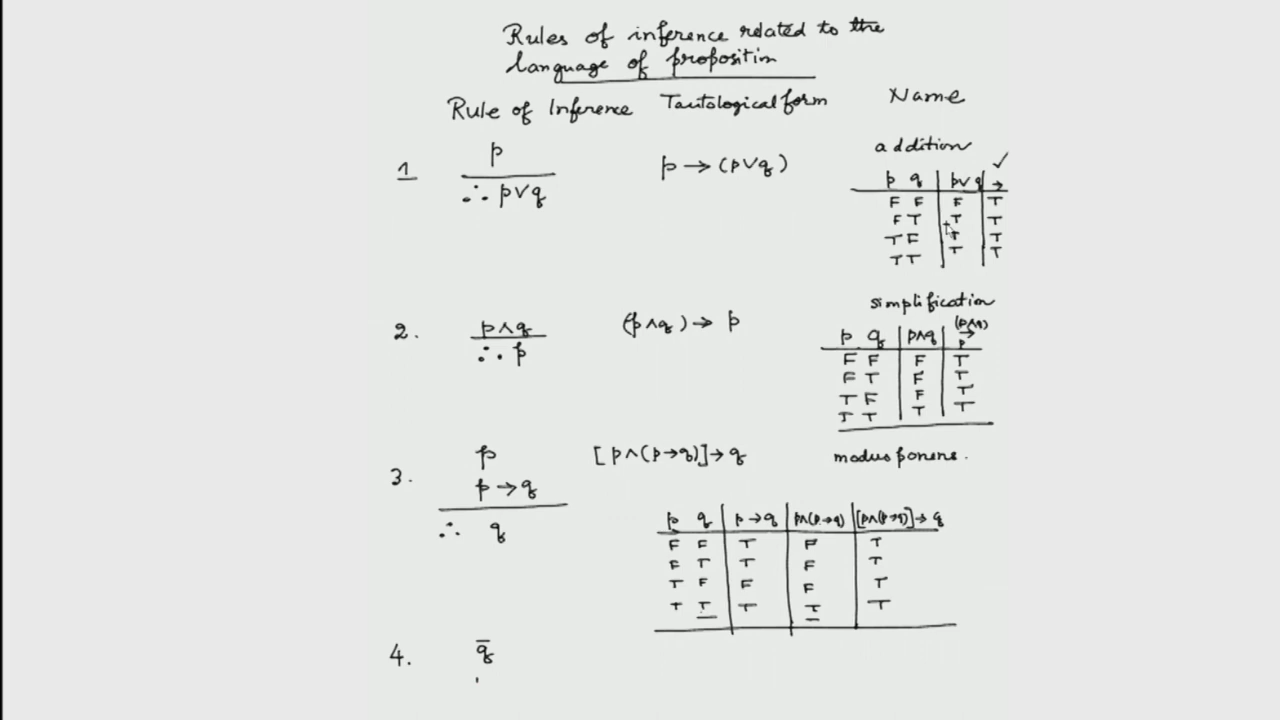 Rules of inference related to the
language of proposition
Rule of Inference Tautological form Name
1 p p → (p∨q) addition
∴ p∨q
✓
p q p∨q →
F F F T
F T T T
T F T T
T T T T
simplification
2. p∧q (p∧q) → p
∴ p
p q p∧q (p∧q) → p
F F F T
F T F T
T F F T
T T T T
3. p [p∧(p→q)]→q modus ponens.
p → q
∴ q
p q p→q p∧(p→q) [p∧(p→q)]→q
F F T F T
F T T F T
T F F F T
T T T T T
4. q̅